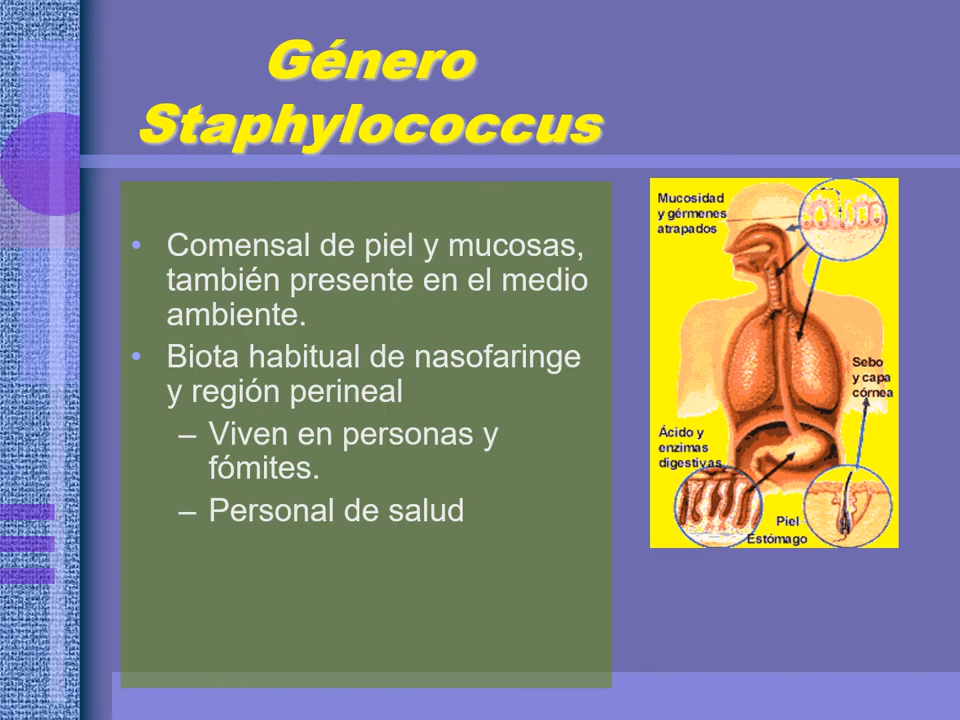 Género
Staphylococcus
• Comensal de piel y mucosas,
también presente en el medio
ambiente.
• Biota habitual de nasofaringe
y región perineal
– Viven en personas y
fómites.
– Personal de salud
Mucosidad
y gérmenes
atrapados
Sebo
y capa
córnea
Ácido y
enzimas
digestivas
Piel
Estómago